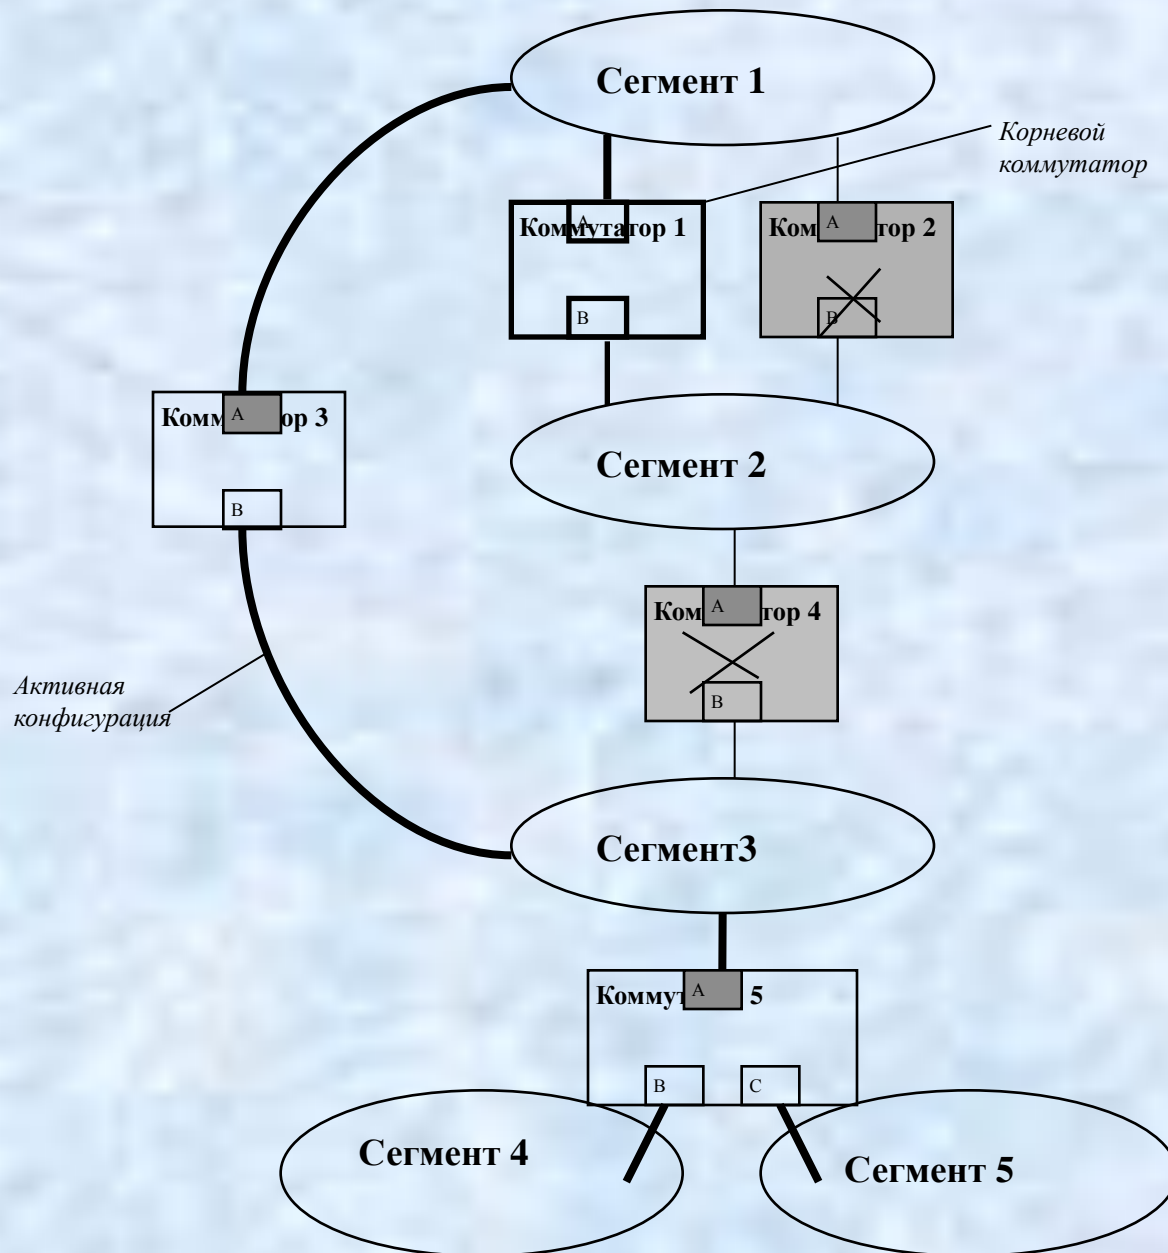 Сегмент 1
Корневой
коммутатор
Коммутатор 1
A
B
Ком тор 2
A
B
Комм ор 3
A
B
Сегмент 2
Ком тор 4
A
B
Активная
конфигурация
Сегмент3
Коммут 5
A
B
C
Сегмент 4
Сегмент 5